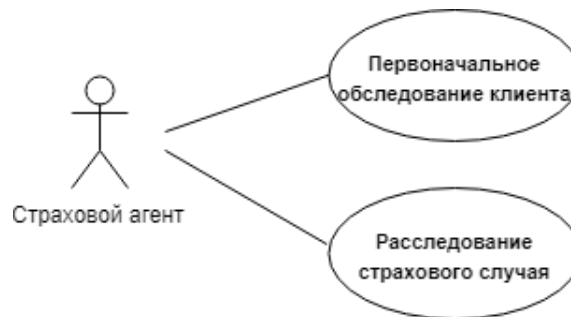 Первоначальное
обследование клиента
Страховой агент
Расследование
страхового случая